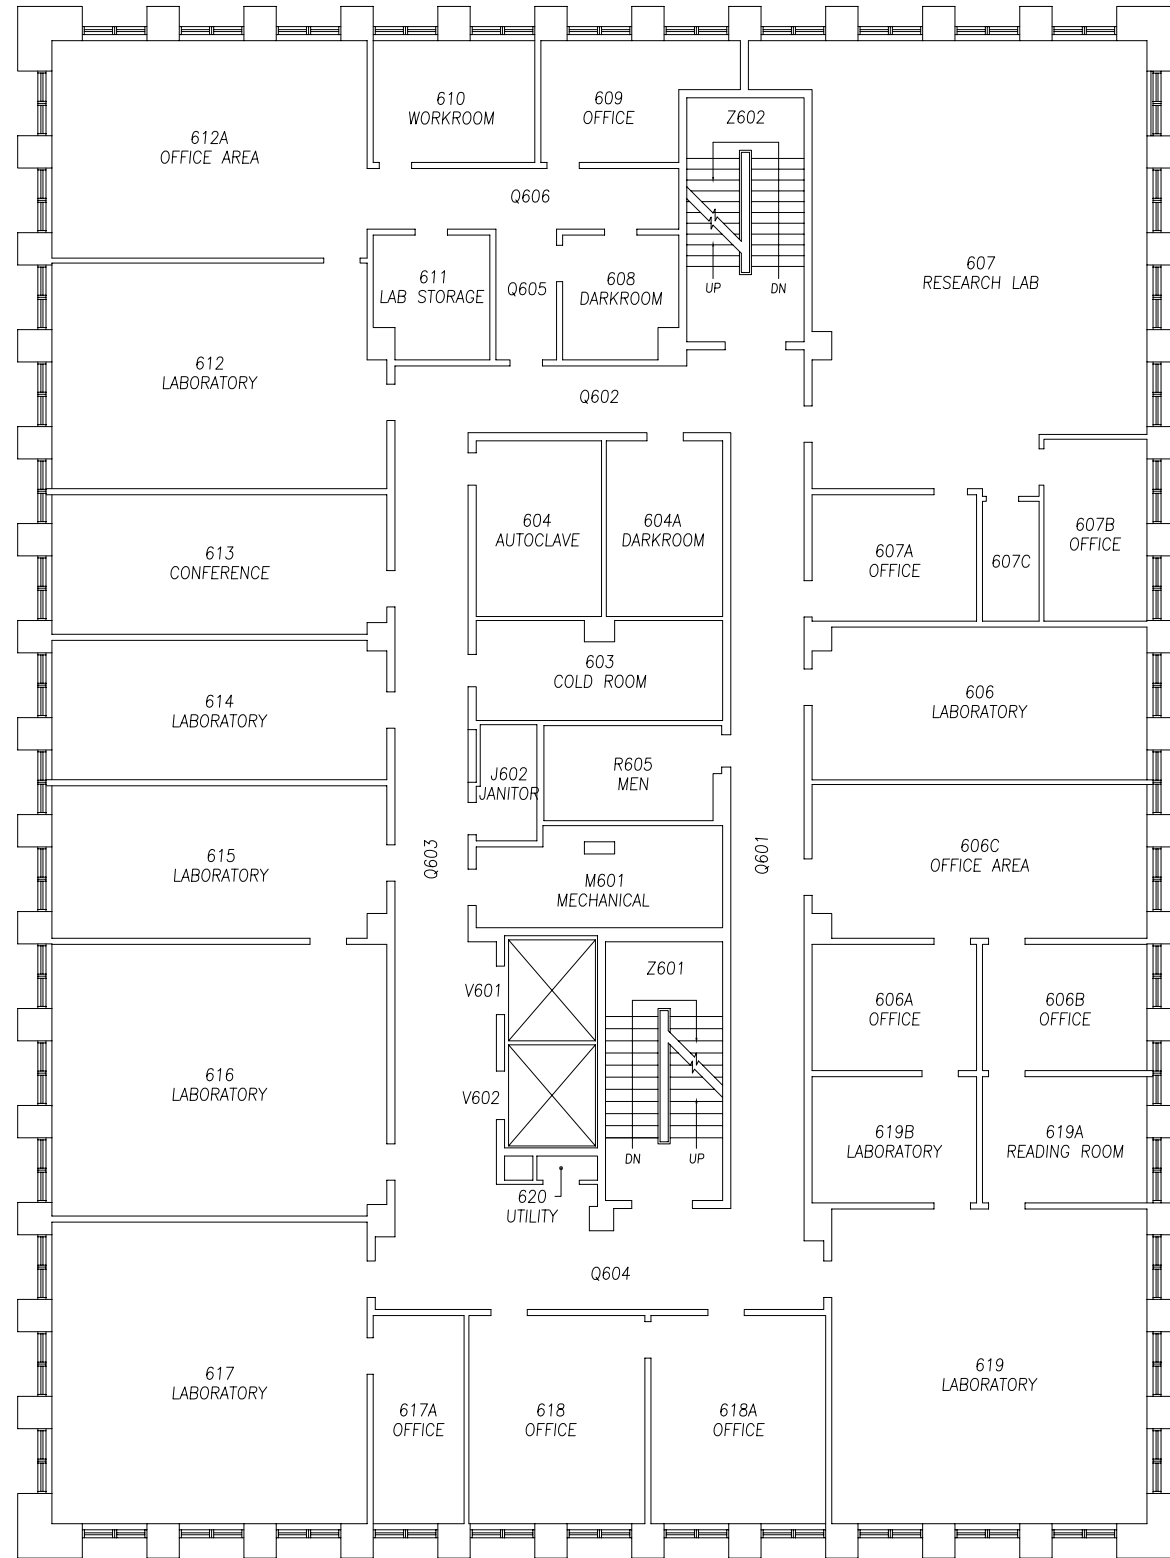 610
WORKROOM
609
OFFICE
Z602
612A
OFFICE AREA
Q606
607
RESEARCH LAB
611
LAB STORAGE
Q605
608
DARKROOM
UP
DN
612
LABORATORY
Q602
604
AUTOCLAVE
604A
DARKROOM
607B
OFFICE
613
CONFERENCE
607A
OFFICE
607C
603
COLD ROOM
614
LABORATORY
606
LABORATORY
J602
JANITOR
R605
MEN
615
LABORATORY
Q603
Q601
606C
OFFICE AREA
M601
MECHANICAL
Z601
V601
606A
OFFICE
606B
OFFICE
616
LABORATORY
V602
619B
LABORATORY
619A
READING ROOM
DN
UP
620
UTILITY
Q604
617
LABORATORY
619
LABORATORY
617A
OFFICE
618
OFFICE
618A
OFFICE